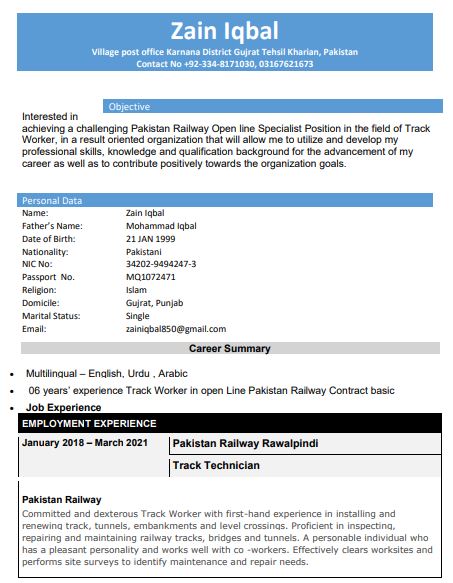 Zain Iqbal
Village post office Karnana District Gujrat Tehsil Kharian, Pakistan
Contact No +92-334-8171030, 03167621673
Objective
Interested in
achieving a challenging Pakistan Railway Open line Specialist Position in the field of Track
Worker, in a result oriented organization that will allow me to utilize and develop my
professional skills, knowledge and qualification background for the advancement of my
career as well as to contribute positively towards the organization goals.
Personal Data
Name: Zain Iqbal
Father's Name: Mohammad Iqbal
Date of Birth: 21 JAN 1999
Nationality: Pakistani
NIC No: 34202-9494247-3
Passport No. MQ1072471
Religion: Islam
Domicile: Gujrat, Punjab
Marital Status: Single
Email: zainiqbal850@gmail.com
Career Summary
• Multilingual – English, Urdu , Arabic
• 06 years' experience Track Worker in open Line Pakistan Railway Contract basic
• Job Experience
EMPLOYMENT EXPERIENCE
January 2018 – March 2021 Pakistan Railway Rawalpindi
Track Technician
Pakistan Railway
Committed and dexterous Track Worker with first-hand experience in installing and
renewing track, tunnels, embankments and level crossings. Proficient in inspecting,
repairing and maintaining railway tracks, bridges and tunnels. A personable individual who
has a pleasant personality and works well with co -workers. Effectively clears worksites and
performs site surveys to identify maintenance and repair needs.